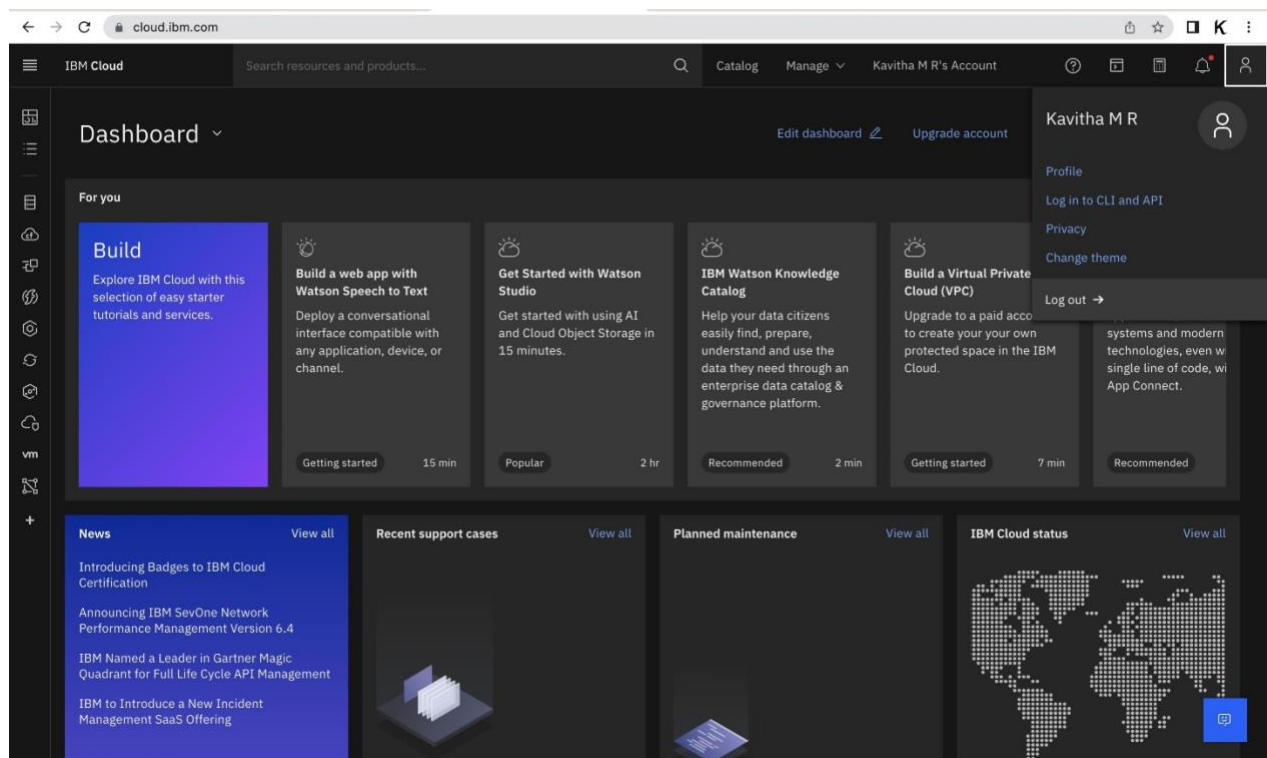 cloud.ibm.com
K
IBM Cloud
Search resources and products...
Catalog
Manage
Kavitha M R's Account
Kavitha M R
Profile
Log in to CLI and API
Privacy
Change theme
Log out →
Dashboard
Edit dashboard
Upgrade account
For you
Build
Explore IBM Cloud with this
selection of easy starter
tutorials and services.
Build a web app with
Watson Speech to Text
Deploy a conversational
interface compatible with
any application, device, or
channel.
Getting started 15 min
Get Started with Watson
Studio
Get started with using AI
and Cloud Object Storage in
15 minutes.
Popular 2 hr
IBM Watson Knowledge
Catalog
Help your data citizens
easily find, prepare,
understand and use the
data they need through an
enterprise data catalog &
governance platform.
Recommended 2 min
Build a Virtual Private
Cloud (VPC)
Upgrade to a paid acco
to create your your own
protected space in the IBM
Cloud.
Getting started 7 min
systems and modern
technologies, even wi
single line of code, wi
App Connect.
Recommended
vm
News View all
Introducing Badges to IBM Cloud
Certification
Announcing IBM SevOne Network
Performance Management Version 6.4
IBM Named a Leader in Gartner Magic
Quadrant for Full Life Cycle API Management
IBM to Introduce a New Incident
Management SaaS Offering
Recent support cases View all
Planned maintenance View all
IBM Cloud status View all